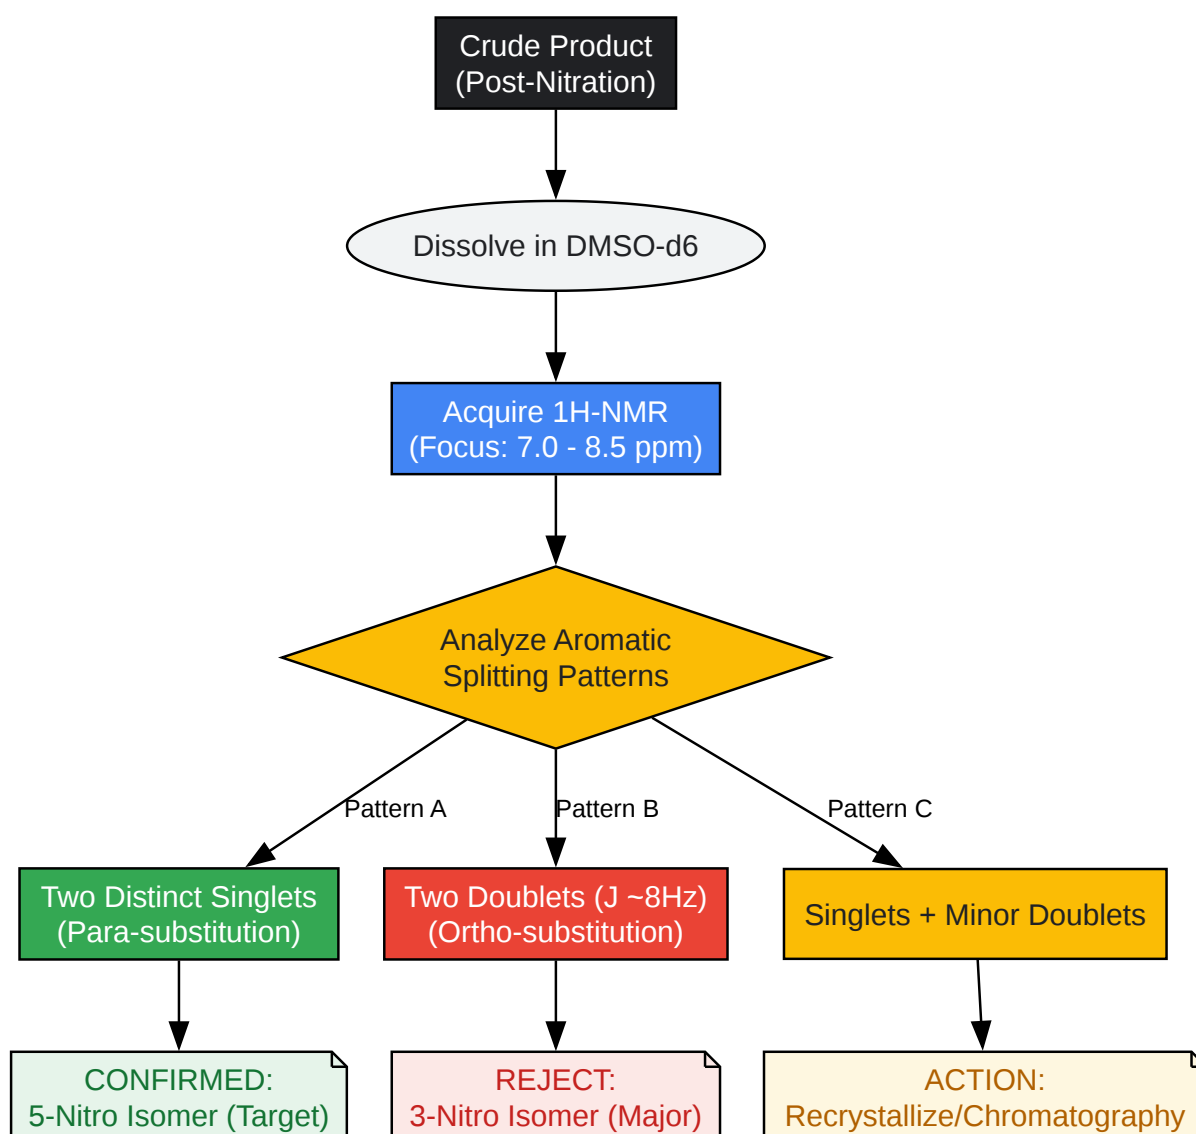 Crude Product
(Post-Nitration)
Dissolve in DMSO-d6
Acquire 1H-NMR
(Focus: 7.0 - 8.5 ppm)
Analyze Aromatic
Splitting Patterns
Pattern A
Pattern B
Pattern C
Two Distinct Singlets
(Para-substitution)
Two Doublets (J ~8Hz)
(Ortho-substitution)
Singlets + Minor Doublets
CONFIRMED:
5-Nitro Isomer (Target)
REJECT:
3-Nitro Isomer (Major)
ACTION:
Recrystallize/Chromatography